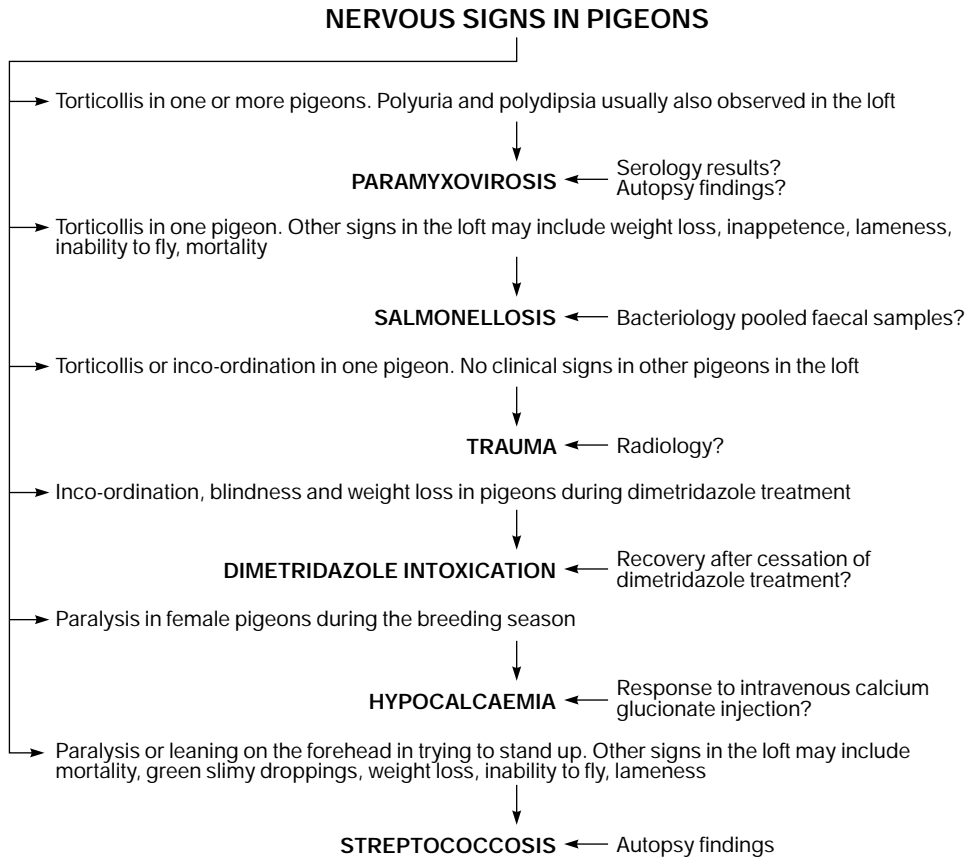 NERVOUS SIGNS IN PIGEONS
Torticollis in one or more pigeons. Polyuria and polydipsia usually also observed in the loft
PARAMYXOVIROSIS
Serology results?
Autopsy findings?
Torticollis in one pigeon. Other signs in the loft may include weight loss, inappetence, lameness,
inability to fly, mortality
SALMONELLOSIS
Bacteriology pooled faecal samples?
Torticollis or inco-ordination in one pigeon. No clinical signs in other pigeons in the loft
TRAUMA
Radiology?
Inco-ordination, blindness and weight loss in pigeons during dimetridazole treatment
DIMETRIDAZOLE INTOXICATION
Recovery after cessation of
dimetridazole treatment?
Paralysis in female pigeons during the breeding season
HYPOCALCAEMIA
Response to intravenous calcium
glucionate injection?
Paralysis or leaning on the forehead in trying to stand up. Other signs in the loft may include
mortality, green slimy droppings, weight loss, inability to fly, lameness
STREPTOCOCCOSIS
Autopsy findings